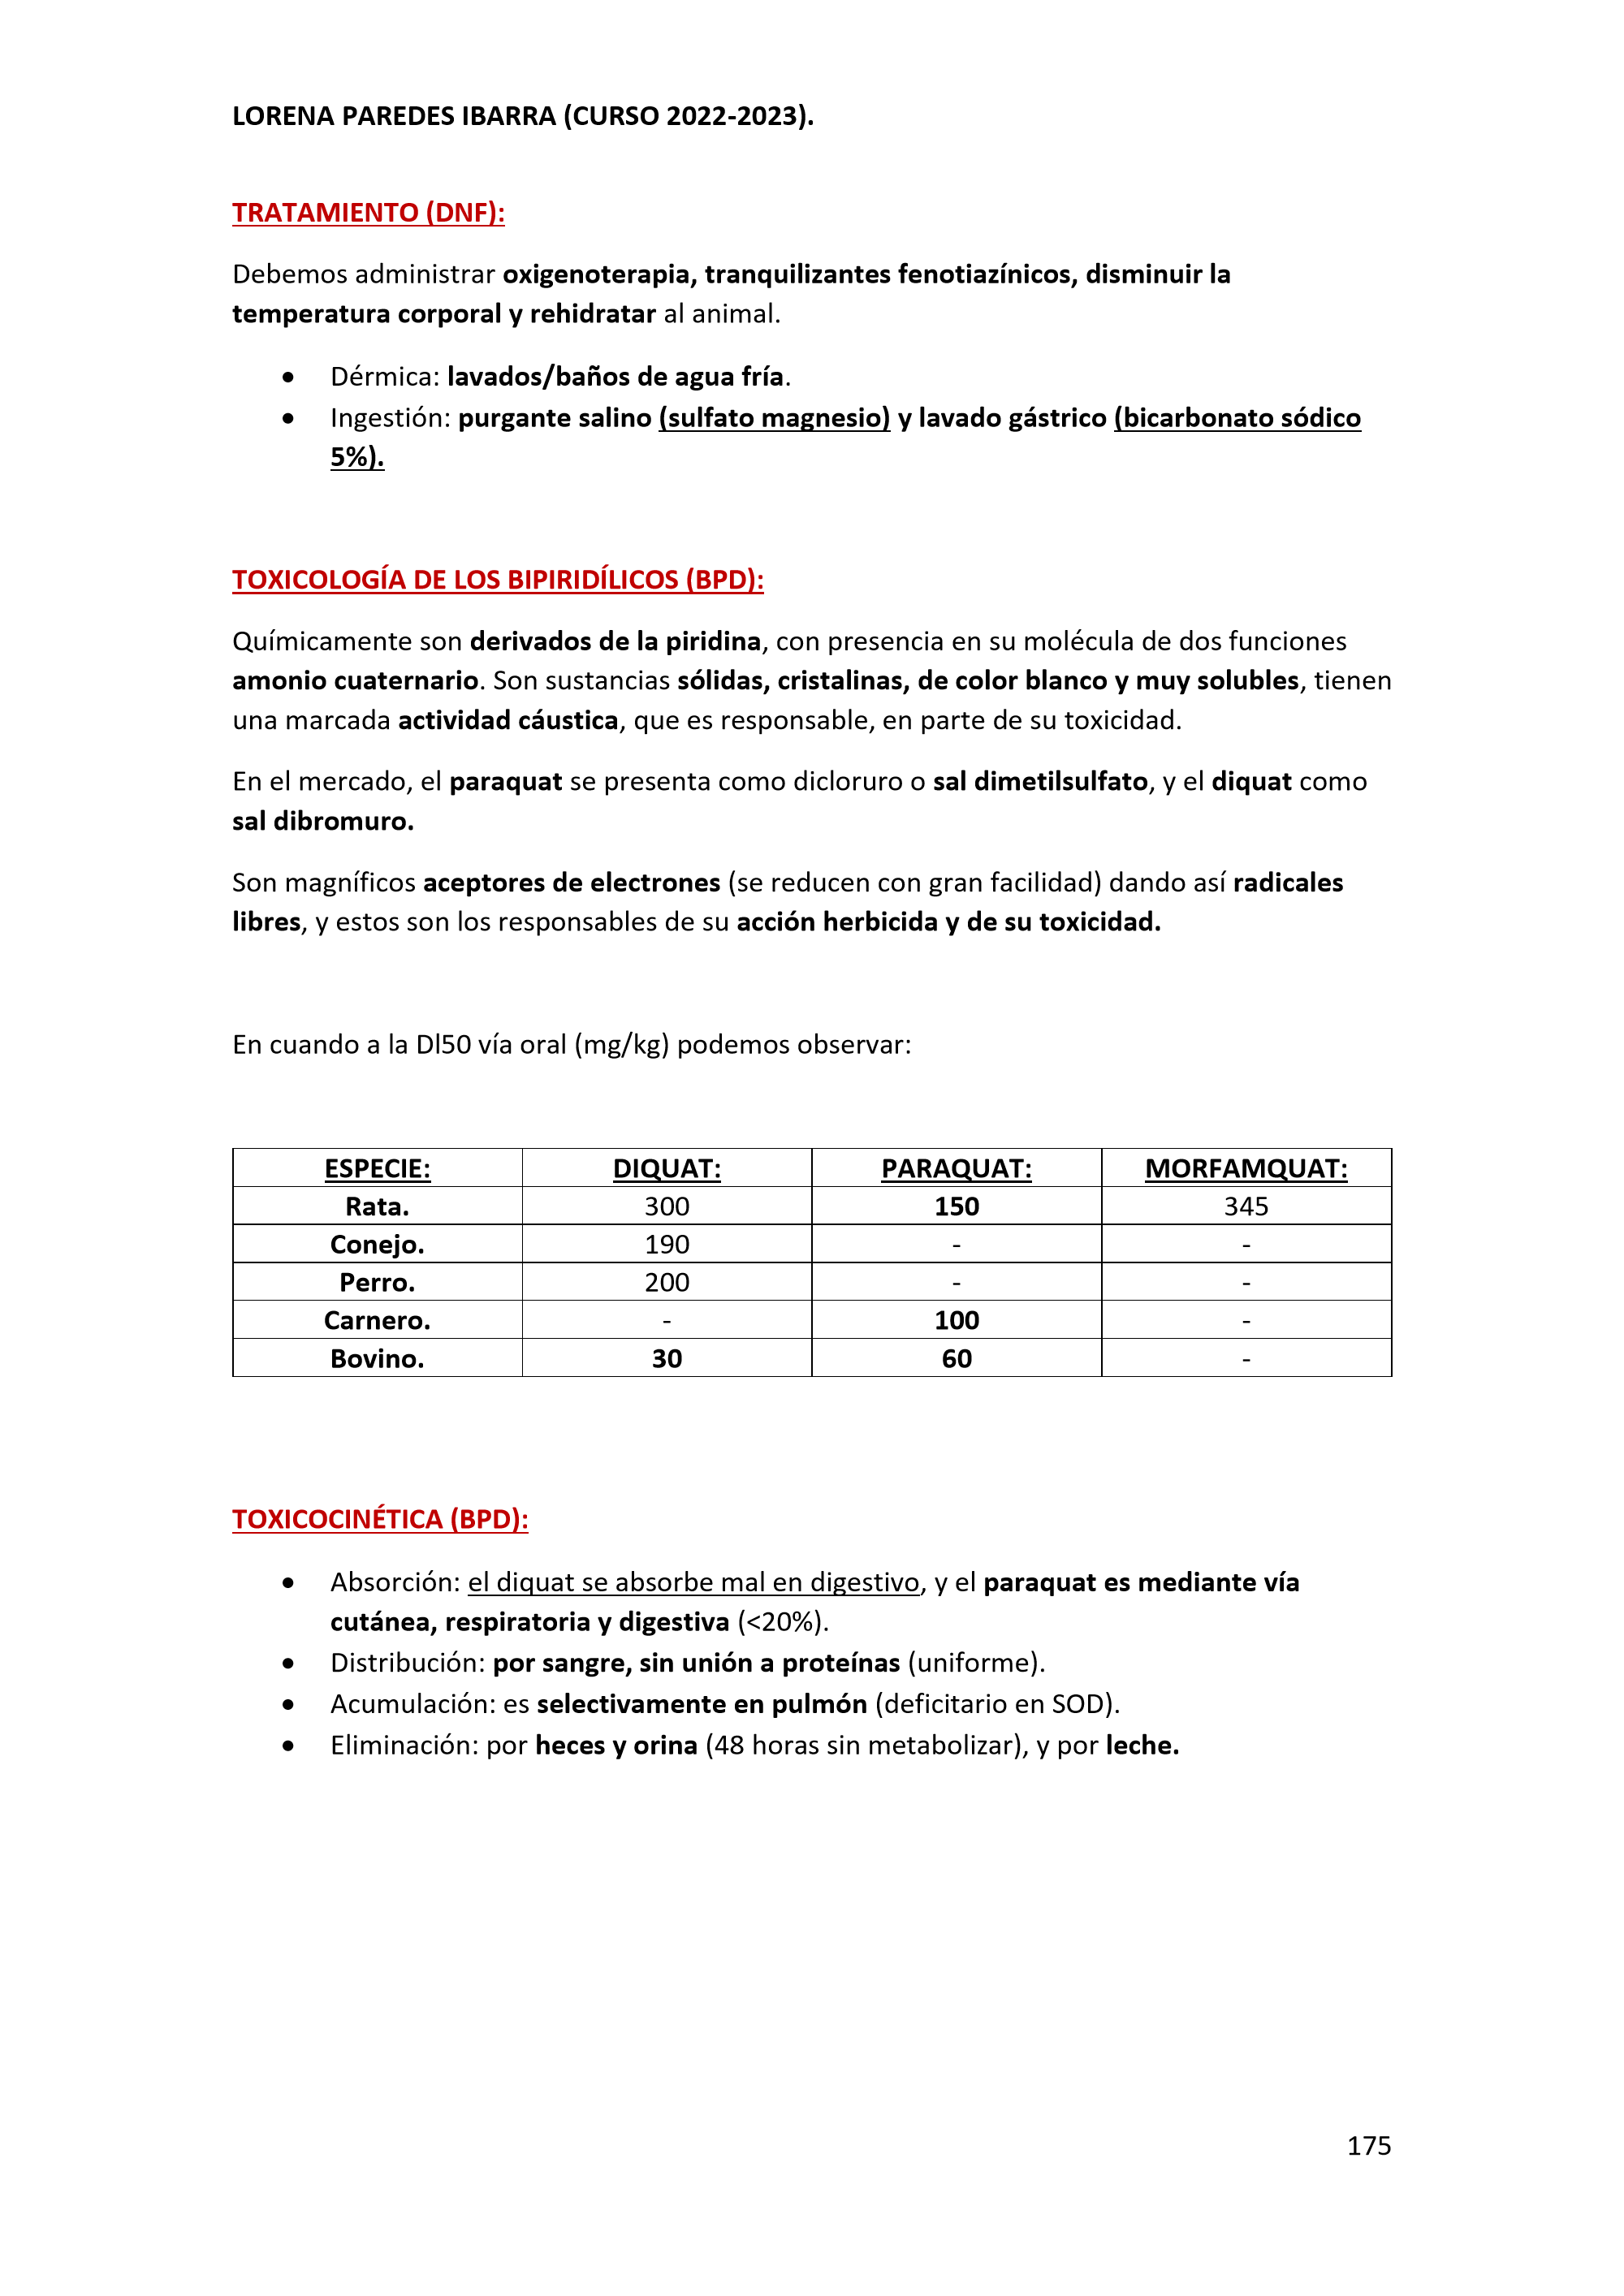 LORENA PAREDES IBARRA (CURSO 2022-2023).
TRATAMIENTO (DNF):
Debemos administrar oxigenoterapia, tranquilizantes fenotiazínicos, disminuir la
temperatura corporal y rehidratar al animal.
• Dérmica: lavados/baños de agua fría.
• Ingestión: purgante salino (sulfato magnesio) y lavado gástrico (bicarbonato sódico
5%).
TOXICOLOGÍA DE LOS BIPIRIDÍLICOS (BPD):
Químicamente son derivados de la piridina, con presencia en su molécula de dos funciones
amonio cuaternario. Son sustancias sólidas, cristalinas, de color blanco y muy solubles, tienen
una marcada actividad cáustica, que es responsable, en parte de su toxicidad.
En el mercado, el paraquat se presenta como dicloruro o sal dimetilsulfato, y el diquat como
sal dibromuro.
Son magníficos aceptores de electrones (se reducen con gran facilidad) dando así radicales
libres, y estos son los responsables de su acción herbicida y de su toxicidad.
En cuando a la Dl50 vía oral (mg/kg) podemos observar:
ESPECIE: DIQUAT: PARAQUAT: MORFAMQUAT:
Rata. 300 150 345
Conejo. 190 - -
Perro. 200 - -
Carnero. - 100 -
Bovino. 30 60 -
TOXICOCINÉTICA (BPD):
• Absorción: el diquat se absorbe mal en digestivo, y el paraquat es mediante vía
cutánea, respiratoria y digestiva (<20%).
• Distribución: por sangre, sin unión a proteínas (uniforme).
• Acumulación: es selectivamente en pulmón (deficitario en SOD).
• Eliminación: por heces y orina (48 horas sin metabolizar), y por leche.
175